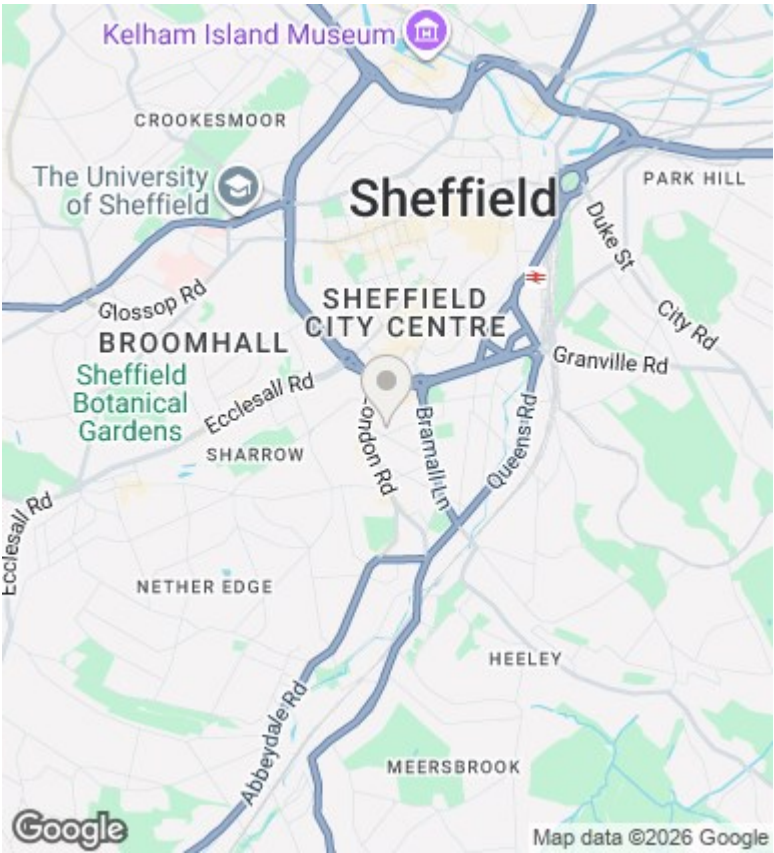 Kelham Island Museum
CROOKESMOOR
The University
of Sheffield
Sheffield
PARK HILL
Duke St
Glossop Rd
SHEFFIELD
CITY CENTRE
City Rd
BROOMHALL
Granville Rd
Sheffield
Botanical
Gardens
Ecclesall Rd
London Rd
Bramall Ln
Queens Rd
SHARROW
Ecclesall Rd
NETHER EDGE
HEELEY
Abbeydale Rd
MEERSBROOK
Google
Map data ©2026 Google